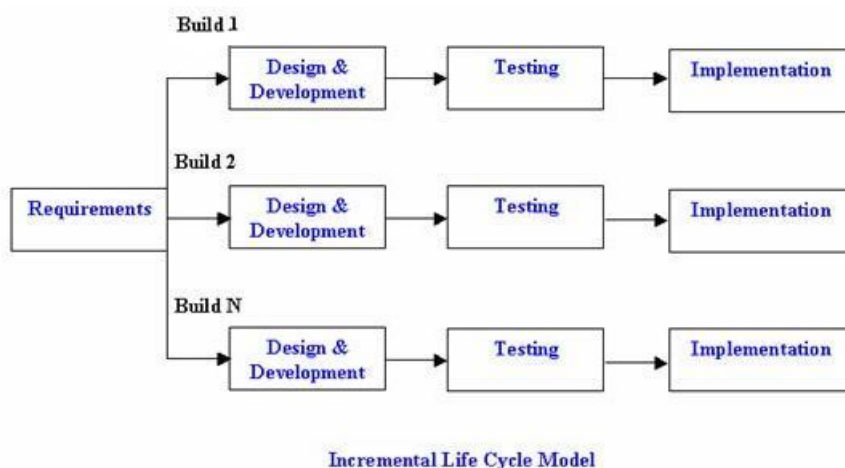 Build 1
Design &
Development
Testing
Implementation
Build 2
Requirements
Design &
Development
Testing
Implementation
Build N
Design &
Development
Testing
Implementation
Incremental Life Cycle Model